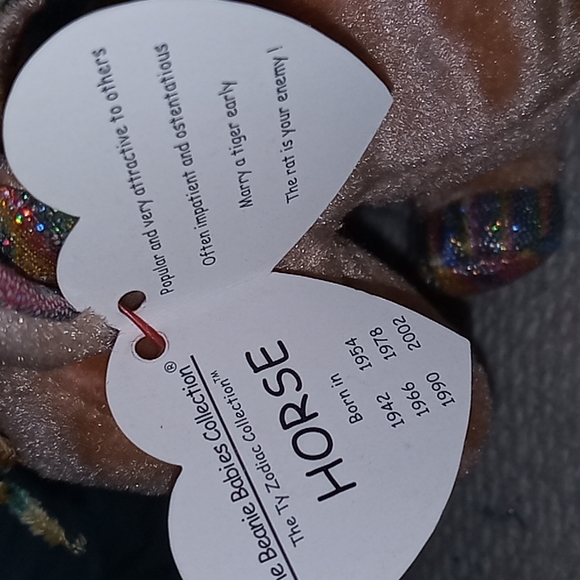 Beanie Babies Collection®
The Ty Zodiac Collection™
HORSE
Born in
1942 1954
1966 1978
1990 2002
Popular and very attractive to others
Often impatient and ostentatious
Marry a tiger early
The rat is your enemy!